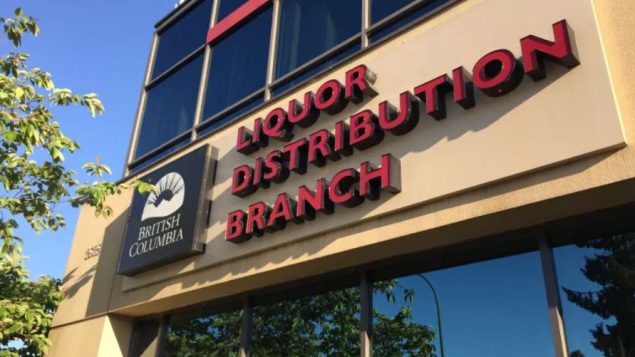 LIQUOR
DISTRIBUTION
BRANCH
BRITISH
COLUMBIA